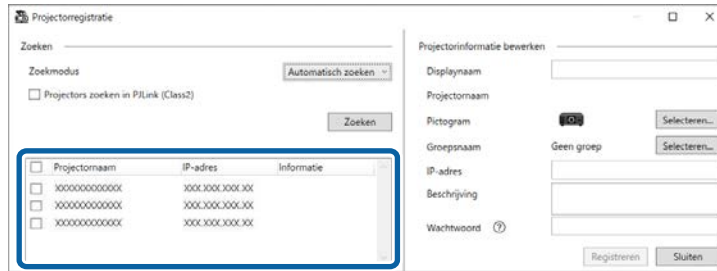 Projectorregistratie
Zoeken
Zoekmodus
Automatisch zoeken
Projectors zoeken in PJLink (Class2)
Zoeken
Projectornaam IP-adres Informatie
XXXXXXXXXXXX XXX.XXX.XXX.XX
XXXXXXXXXXXX XXX.XXX.XXX.XX
XXXXXXXXXXXX XXX.XXX.XXX.XX
Projectorinformatie bewerken
Displaynaam
Projectornaam
Pictogram Selecteren...
Groepsnaam Geen groep Selecteren...
IP-adres
Beschrijving
Wachtwoord ?
Registreren Sluiten